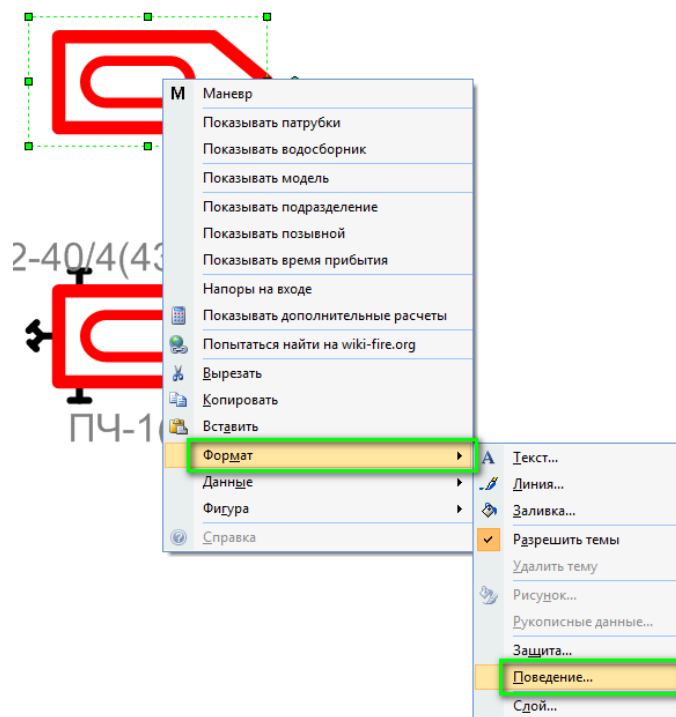 М Маневр
Показывать патрубки
Показывать водосборник
Показывать модель
Показывать подразделение
Показывать позывной
Показывать время прибытия
2-40/4(43
Напоры на входе
Показывать дополнительные расчеты
Попытаться найти на wiki-fire.org
Вырезать
Копировать
ПЧ-1(
Вставить
Формат
Данные
Фигура
Справка
А Текст...
Линия...
Заливка...
Разрешить темы
Удалить тему
Рисунок...
Рукописные данные...
Защита...
Поведение...
Слой...